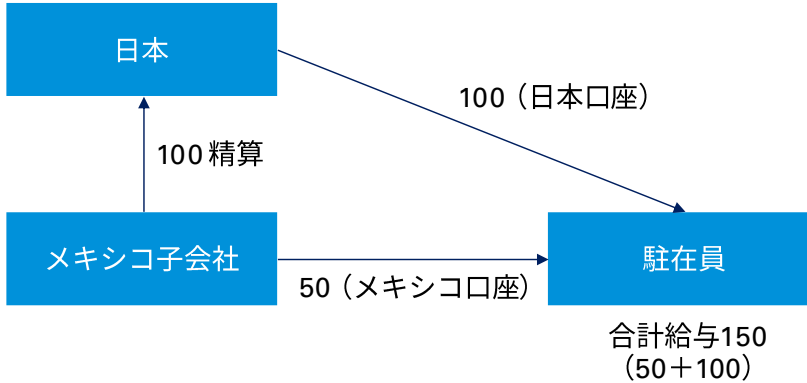 日本
100（日本口座）
100 精算
メキシコ子会社
駐在員
50（メキシコ口座）
合計給与150
（50＋100）